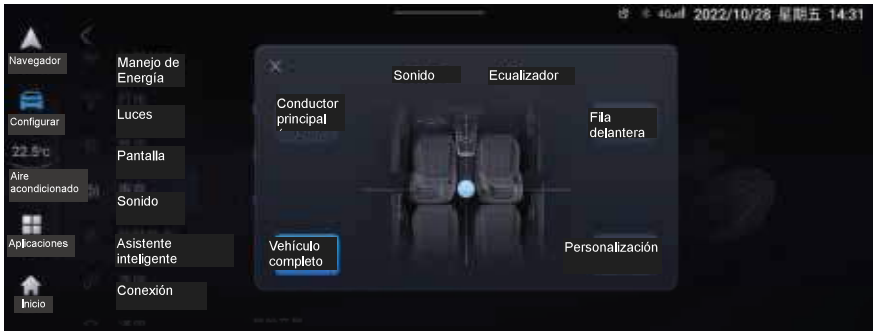 4G 2022/10/28 星期五 14:31
Navegador
Configurar
22.5°c
Aire
acondicionado
Aplicaciones
Inicio
Manejo de
Energía
Luces
Pantalla
Sonido
Asistente
inteligente
Conexión
Sonido
Ecualizador
Conductor
principal
Fila
delantera
Vehículo
completo
Personalización